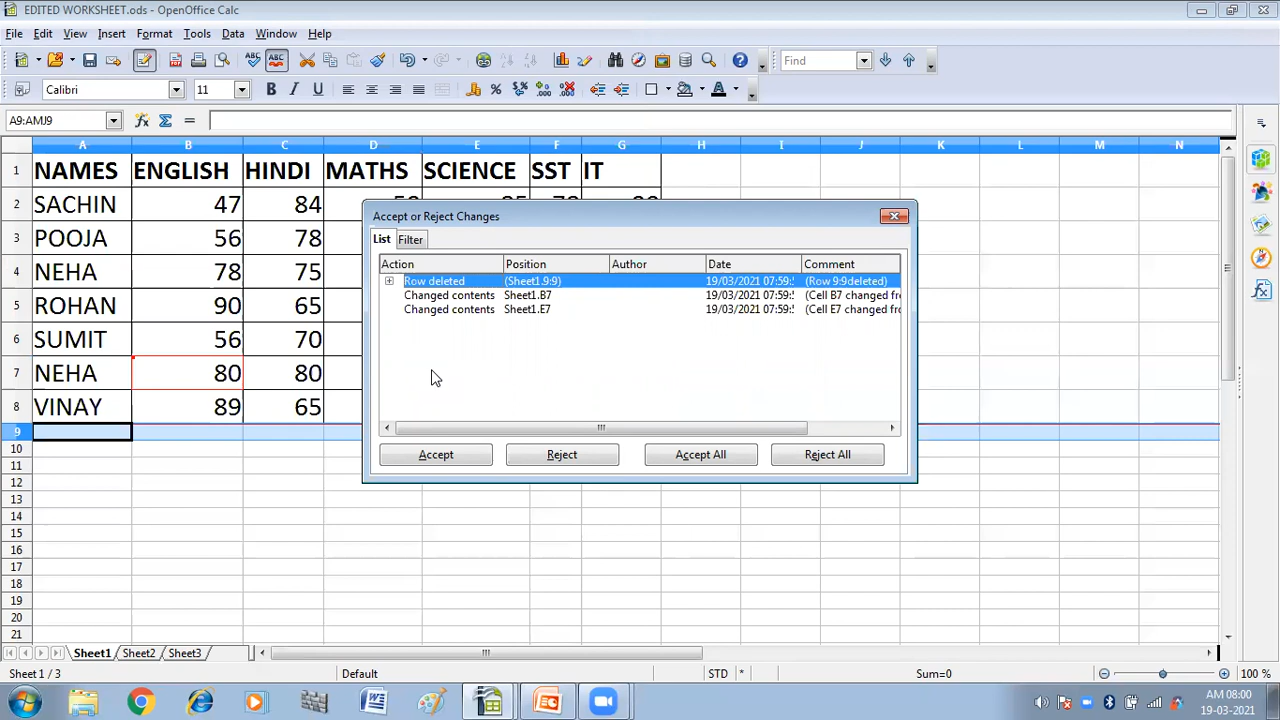 EDITED WORKSHEET.ods - OpenOffice Calc
File Edit View Insert Format Tools Data Window Help
Find
Calibri 11
A9:AMJ9
A B C D E F G H I J K L M N
1 NAMES ENGLISH HINDI MATHS SCIENCE SST IT
2 SACHIN 47 84
3 POOJA 56 78
4 NEHA 78 75
5 ROHAN 90 65
6 SUMIT 56 70
7 NEHA 80 80
8 VINAY 89 65
9
10
11
12
13
14
15
16
17
18
19
20
21
Accept or Reject Changes
List Filter
Action Position Author Date Comment
Row deleted (Sheet1.9:9) 19/03/2021 07:59: (Row 9:9deleted)
Changed contents Sheet1.B7 19/03/2021 07:59: (Cell B7 changed fr
Changed contents Sheet1.E7 19/03/2021 07:59: (Cell E7 changed fr
Accept Reject Accept All Reject All
Sheet1 Sheet2 Sheet3
Sheet 1 / 3 Default STD * Sum=0 100 %
AM 08:00
19-03-2021